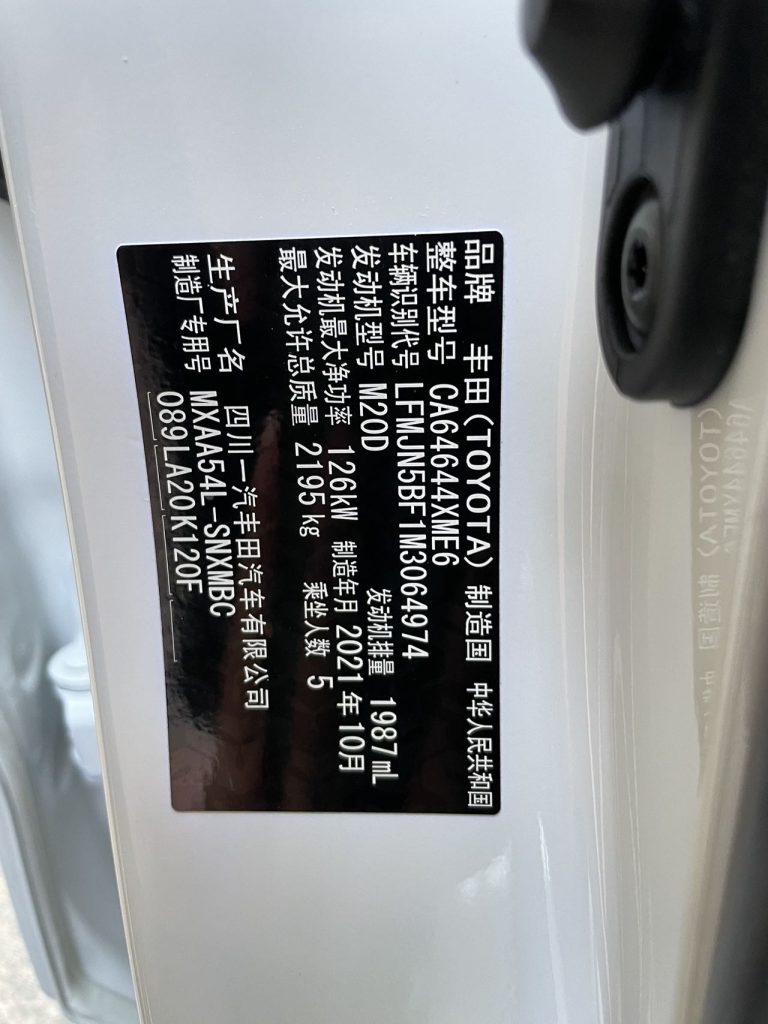 品牌 丰田(TOYOTA) 制造国 中华人民共和国
整车型号 CA64644XME6
车辆识别代号 LFMJN5BF1M3064974
发动机型号 M20D 发动机排量 1987mL
发动机最大净功率 126kW 制造年月 2021年10月
最大允许总质量 2195kg 乘坐人数 5
生产厂名 四川一汽丰田汽车有限公司
制造厂专用号 MXAA54L-SNXMBC
089LA20K120F